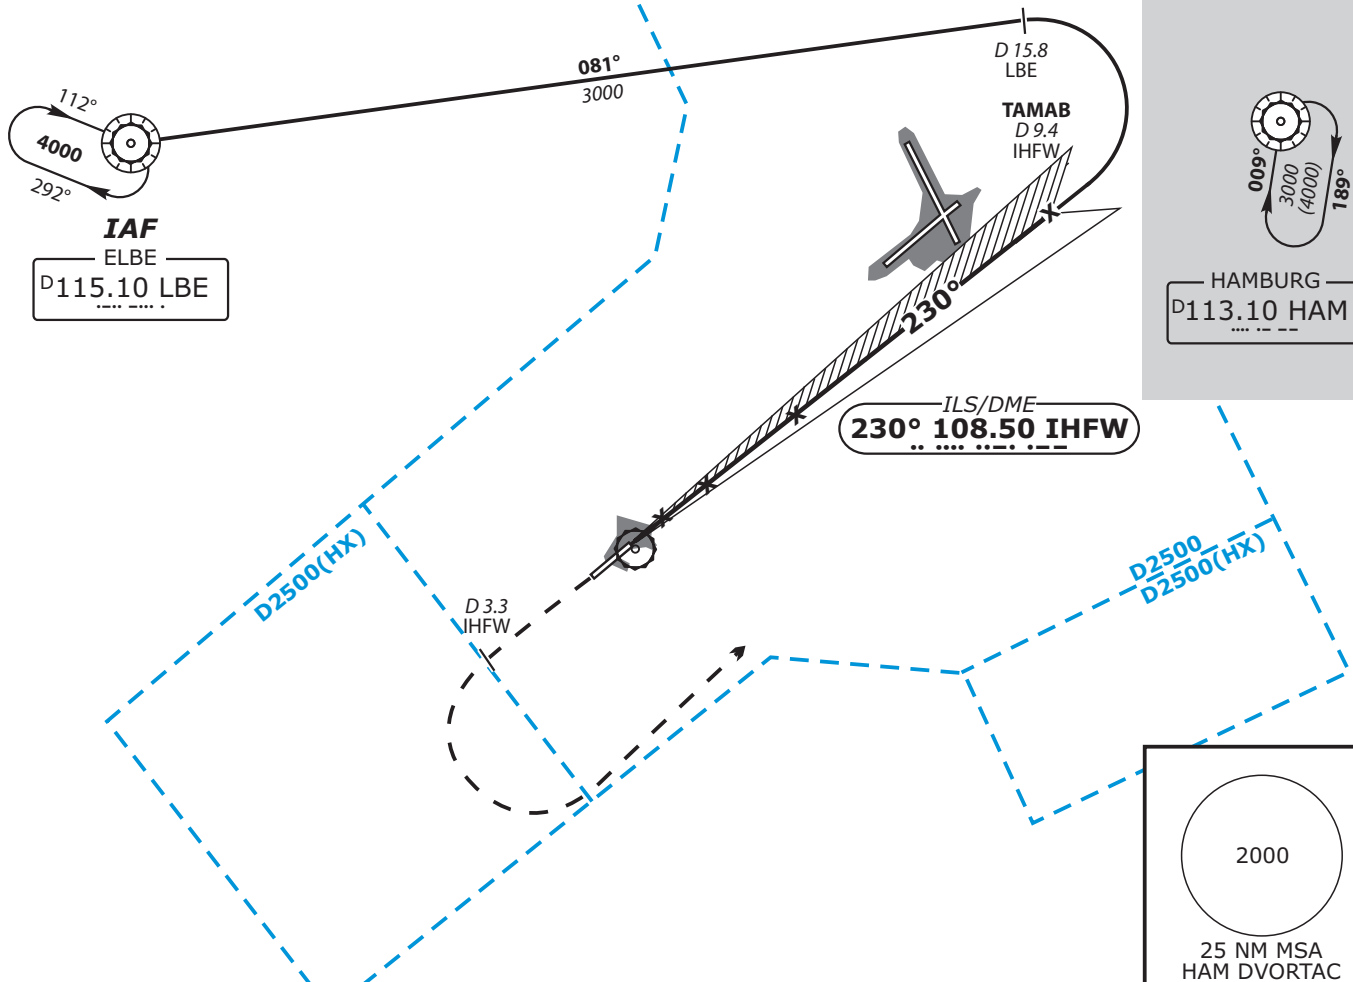 081°
3000
D 15.8
LBE
TAMAB
D 9.4
IHFW
112°
4000
292°
IAF
ELBE
D115.10 LBE
009°
3000
(4000)
189°
HAMBURG
D113.10 HAM
230°
ILS/DME
230° 108.50 IHFW
D2500(HX)
D2500
D2500(HX)
D 3.3
IHFW
2000
25 NM MSA
HAM DVORTAC